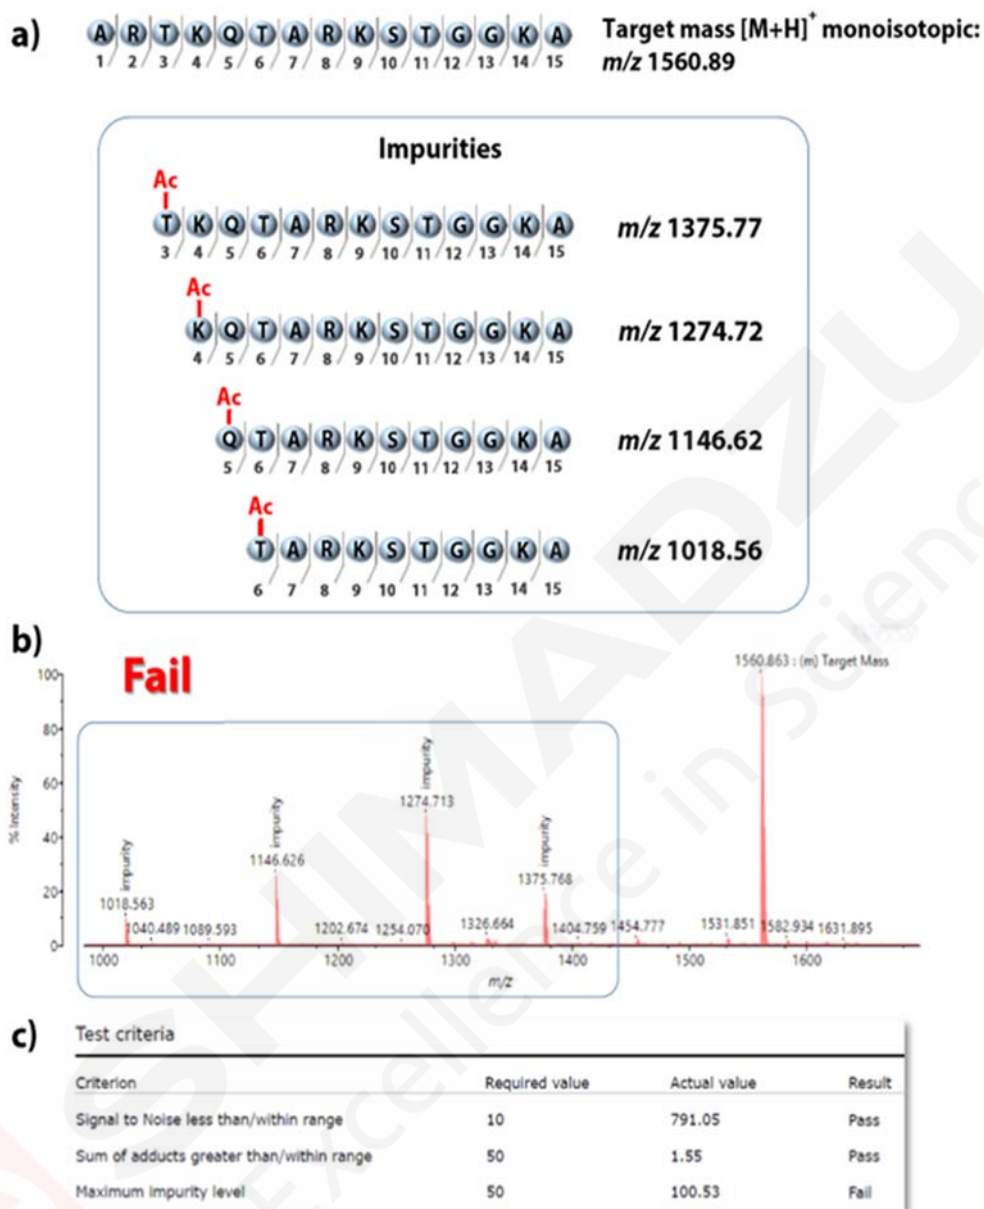 a)
A R T K Q T A R K S T G G K A
Target mass [M+H]+ monoisotopic:
1 2 3 4 5 6 7 8 9 10 11 12 13 14 15
m/z 1560.89
Impurities
Ac
T K Q T A R K S T G G K A
m/z 1375.77
3 4 5 6 7 8 9 10 11 12 13 14 15
Ac
K Q T A R K S T G G K A
m/z 1274.72
4 5 6 7 8 9 10 11 12 13 14 15
Ac
Q T A R K S T G G K A
m/z 1146.62
5 6 7 8 9 10 11 12 13 14 15
Ac
T A R K S T G G K A
m/z 1018.56
6 7 8 9 10 11 12 13 14 15
b)
Fail
1560.863 : (m) Target Mass
100
80
60
40
20
0
% Intensity
impurity
1018.563
1040.489
1089.593
impurity
1146.626
1202.674
1254.070
impurity
1274.713
1326.664
impurity
1375.768
1404.759
1454.777
1531.851
1582.934
1631.895
1000 1100 1200 1300 1400 1500 1600
m/z
c)
Test criteria
Criterion Required value Actual value Result
Signal to Noise less than/within range 10 791.05 Pass
Sum of adducts greater than/within range 50 1.55 Pass
Maximum impurity level 50 100.53 Fail
SHIMADZU
Excellence in Science